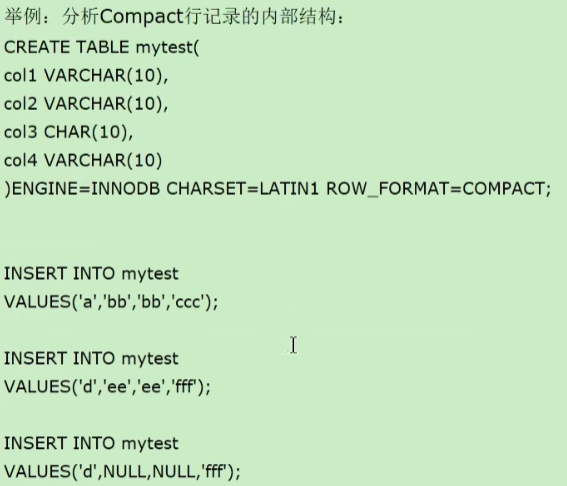 举例：分析Compact行记录的内部结构：
CREATE TABLE mytest(
col1 VARCHAR(10),
col2 VARCHAR(10),
col3 CHAR(10),
col4 VARCHAR(10)
)ENGINE=INNODB CHARSET=LATIN1 ROW_FORMAT=COMPACT;
INSERT INTO mytest
VALUES('a','bb','bb','ccc');
INSERT INTO mytest
VALUES('d','ee','ee','fff');
INSERT INTO mytest
VALUES('d',NULL,NULL,'fff');